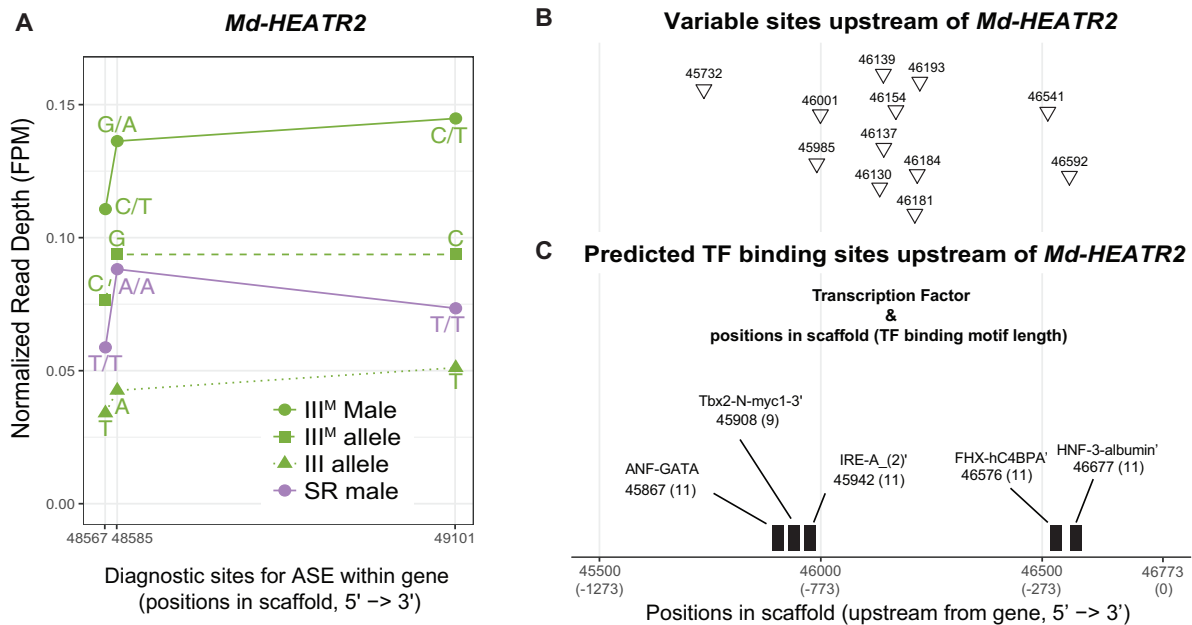 A
Md-HEATR2
Normalized Read Depth (FPM)
0.15
0.10
0.05
0.00
G/A
C/T
C/T
G
C
C
A/A
T/T
T/T
A
T
T
IIIᴹ Male
IIIᴹ allele
III allele
SR male
48567
48585
49101
Diagnostic sites for ASE within gene
(positions in scaffold, 5' −> 3')
B
Variable sites upstream of Md-HEATR2
45732
46139
46193
46001
46154
46541
46137
45985
46184
46592
46130
46181
C
Predicted TF binding sites upstream of Md-HEATR2
Transcription Factor
&
positions in scaffold (TF binding motif length)
Tbx2-N-myc1-3'
45908 (9)
ANF-GATA
45867 (11)
IRE-A_(2)'
45942 (11)
FHX-hC4BPA'
46576 (11)
HNF-3-albumin’
46677 (11)
45500
(-1273)
46000
(-773)
46500
(-273)
46773
(0)
Positions in scaffold (upstream from gene, 5’ −> 3’)